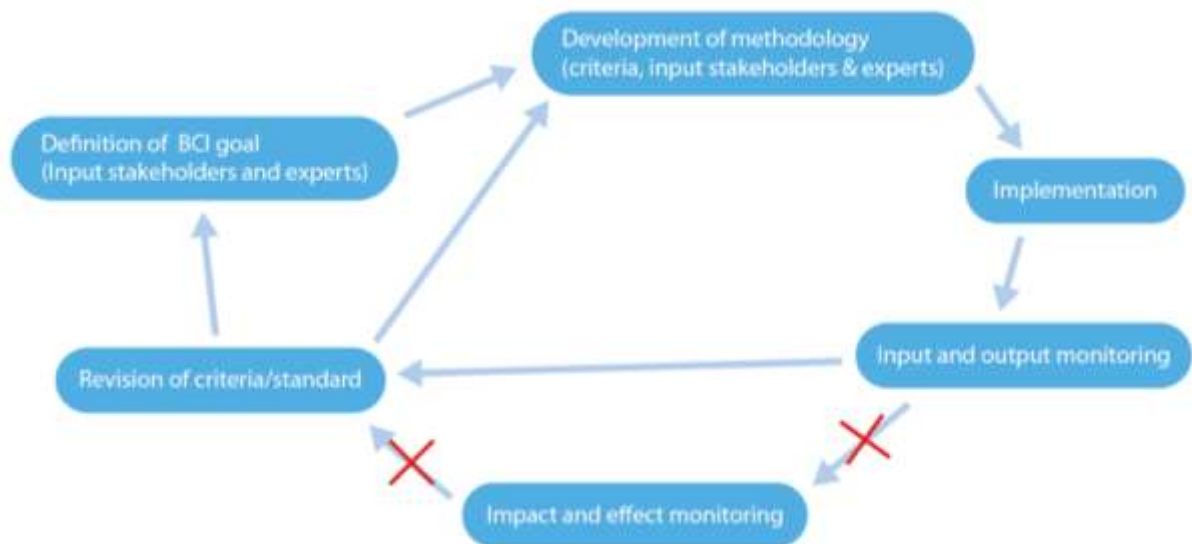 Development of methodology
(criteria, input stakeholders & experts)
Definition of BCI goal
(Input stakeholders and experts)
Implementation
Input and output monitoring
Revision of criteria/standard
Impact and effect monitoring